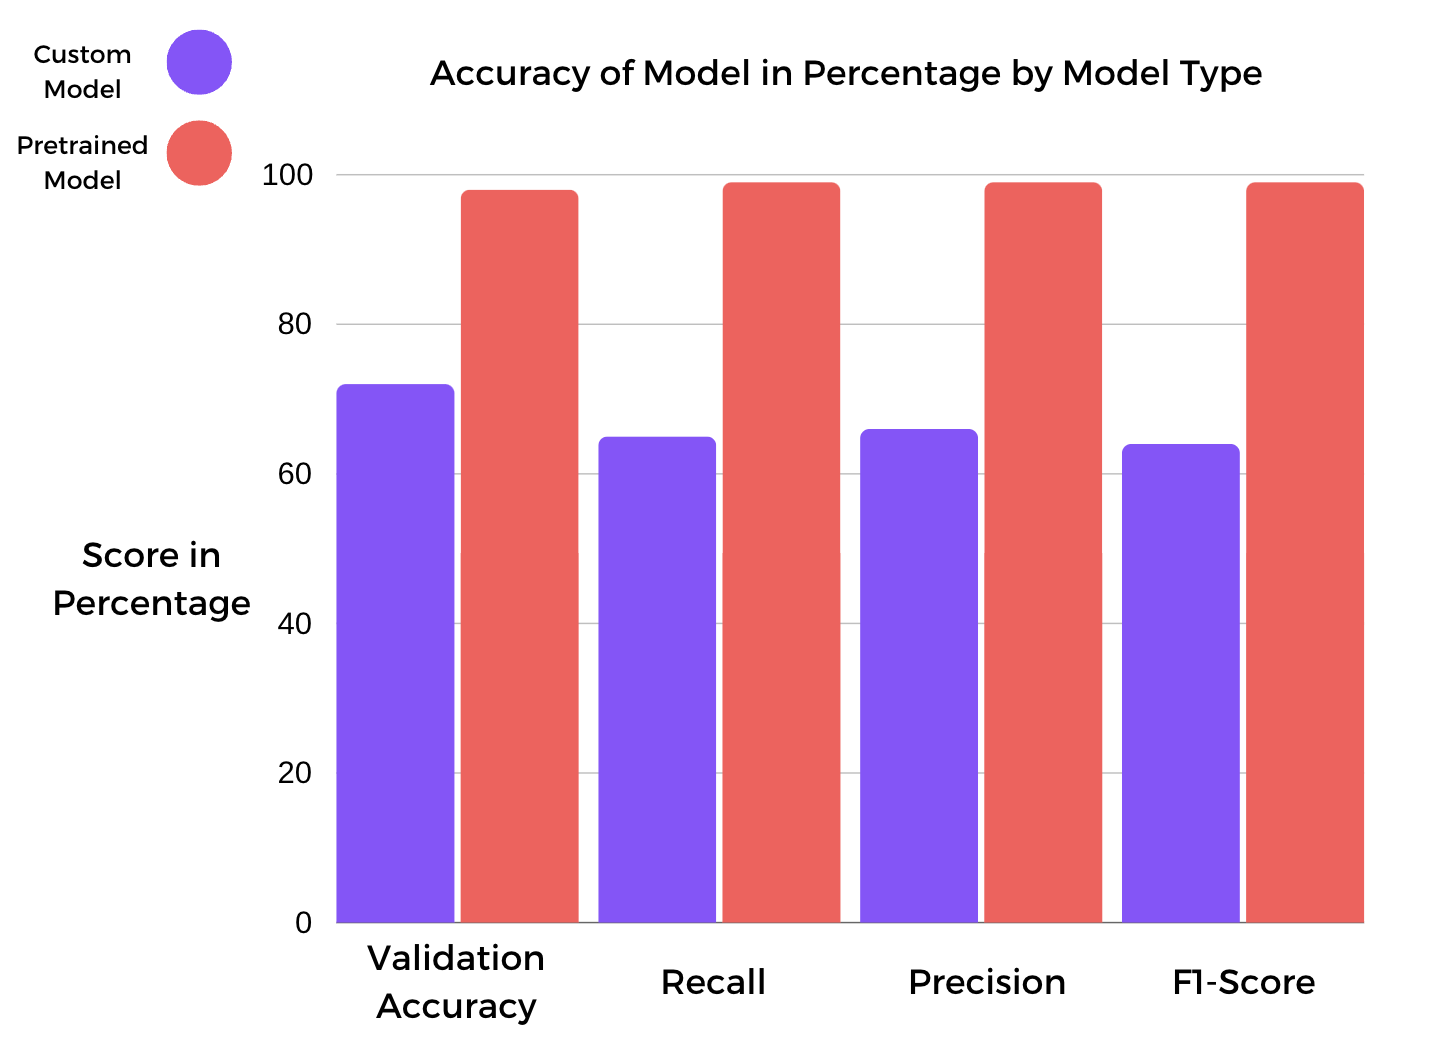 Custom
Model
Pretrained
Model
Accuracy of Model in Percentage by Model Type
100
80
60
40
20
0
Score in
Percentage
Validation
Accuracy
Recall
Precision
F1-Score